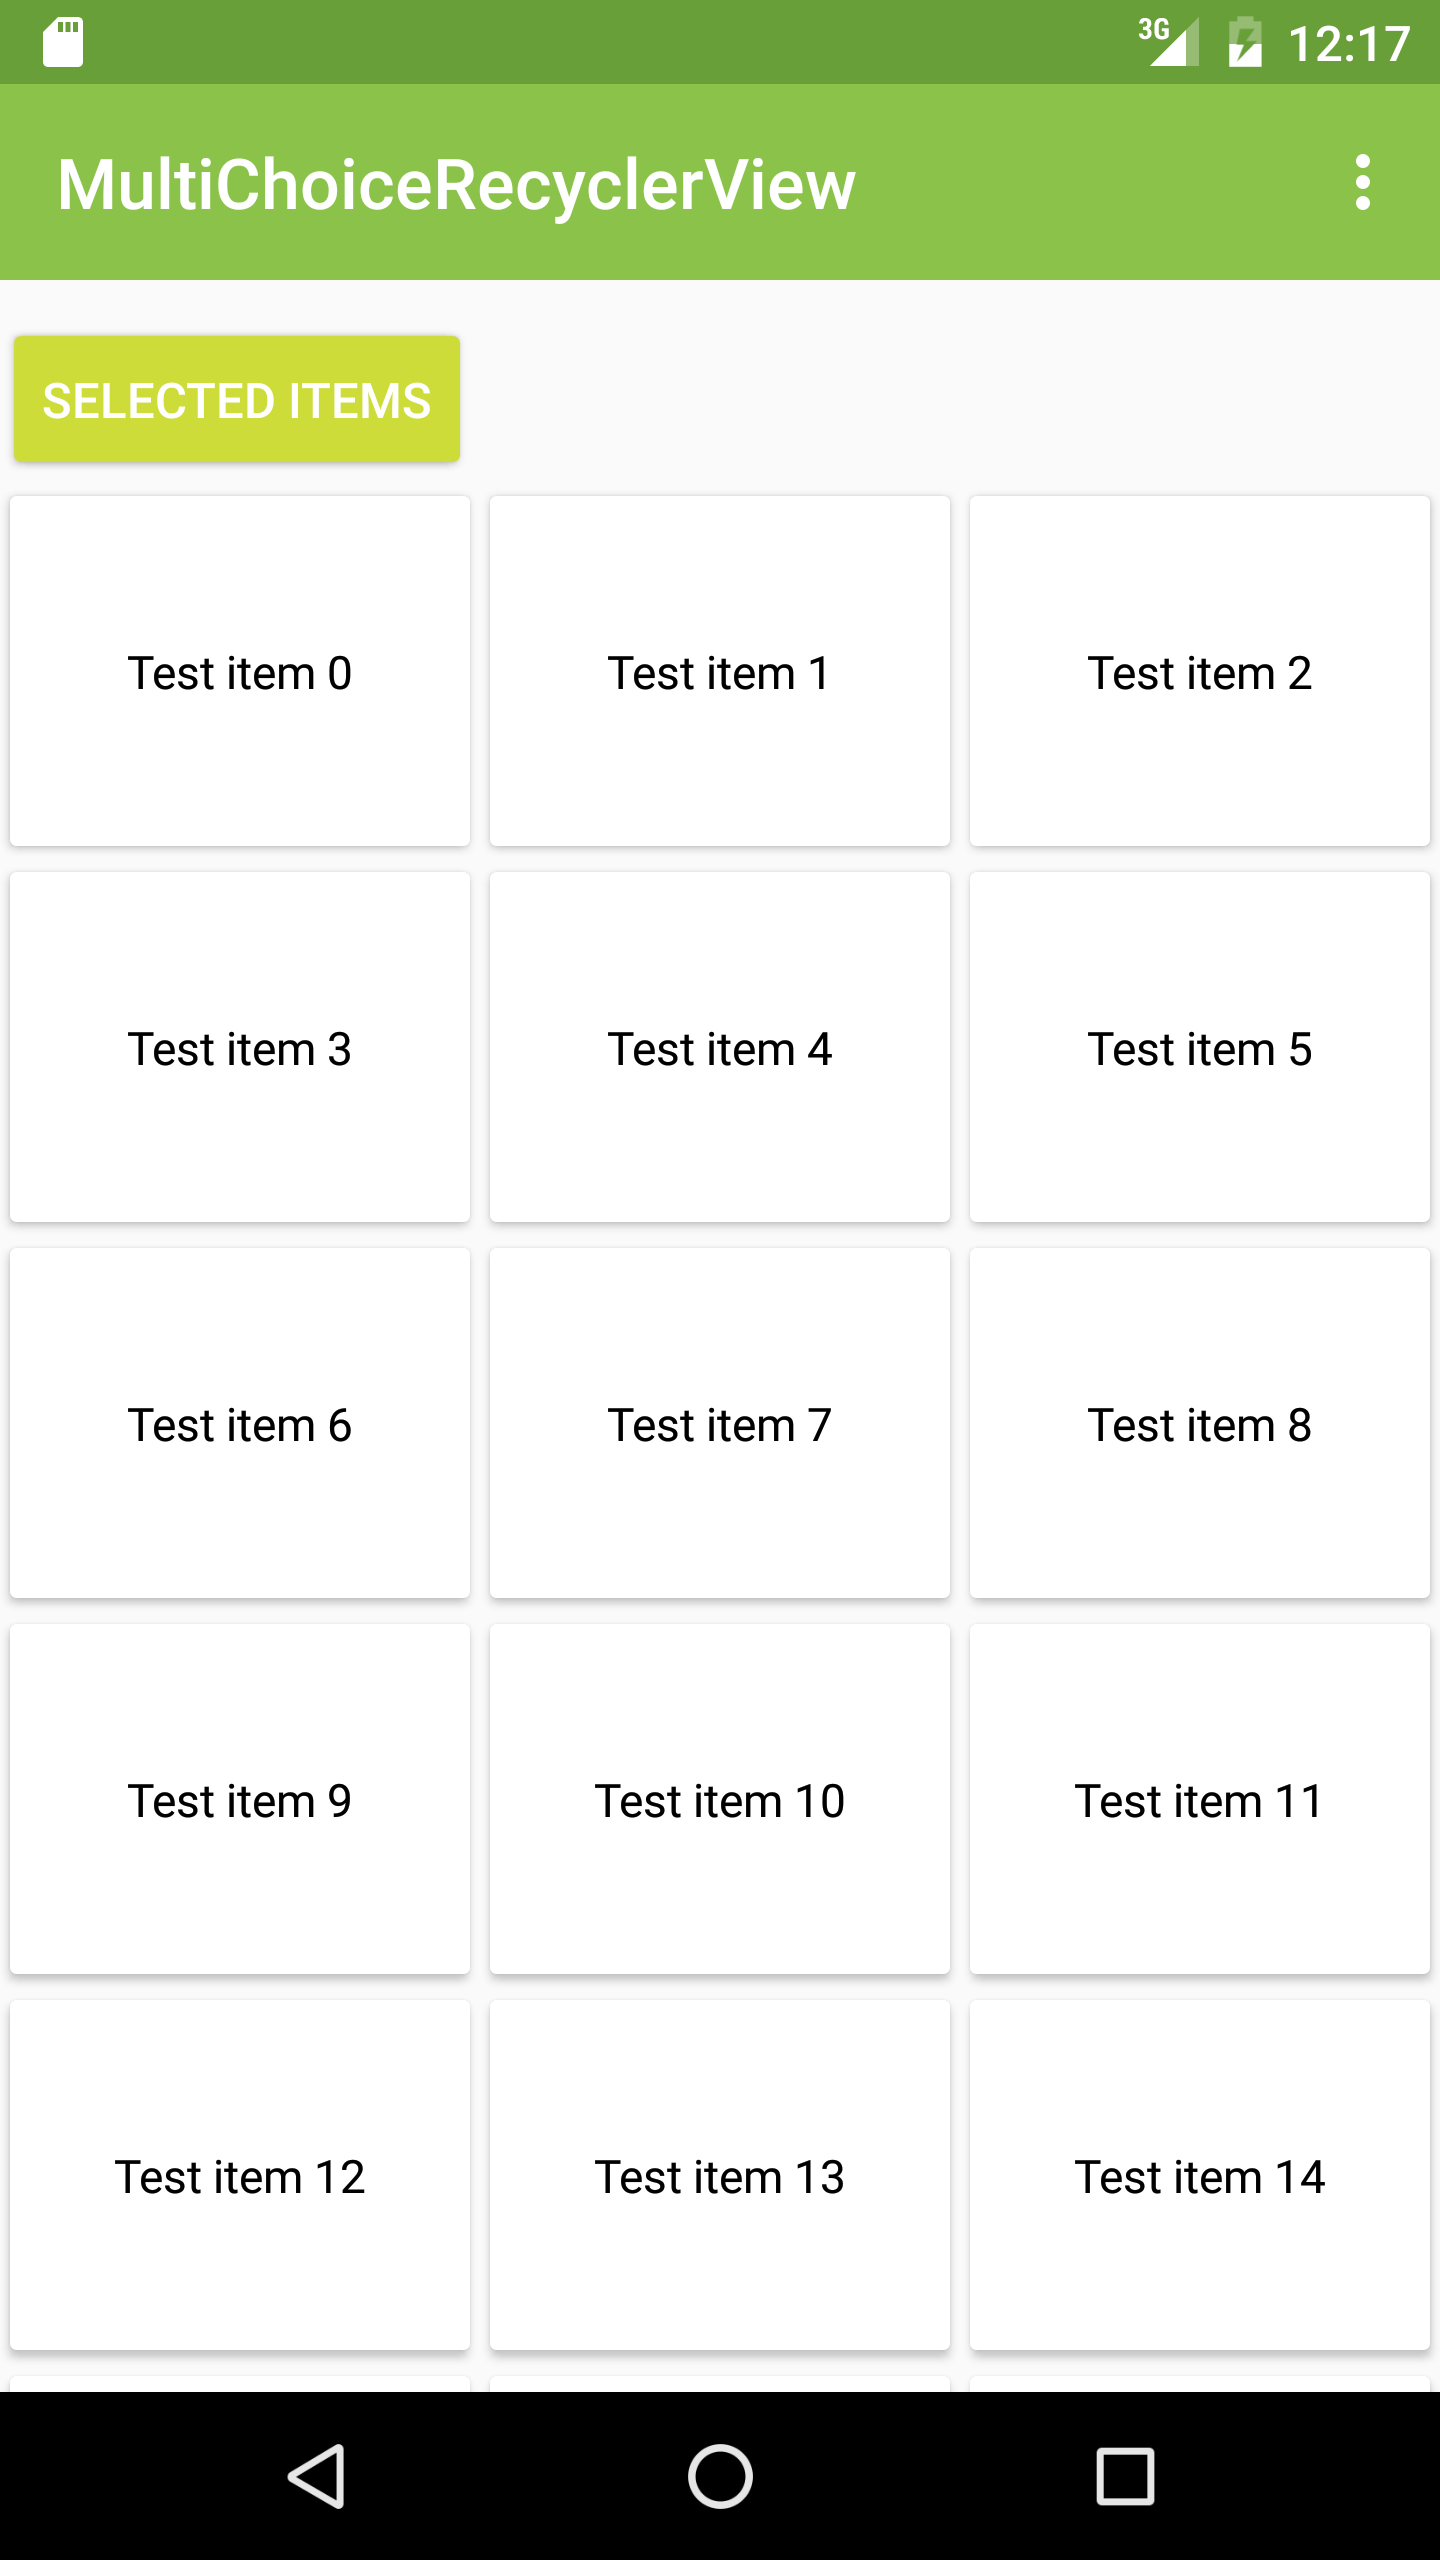 3G 12:17
MultiChoiceRecyclerView
SELECTED ITEMS
Test item 0 Test item 1 Test item 2
Test item 3 Test item 4 Test item 5
Test item 6 Test item 7 Test item 8
Test item 9 Test item 10 Test item 11
Test item 12 Test item 13 Test item 14